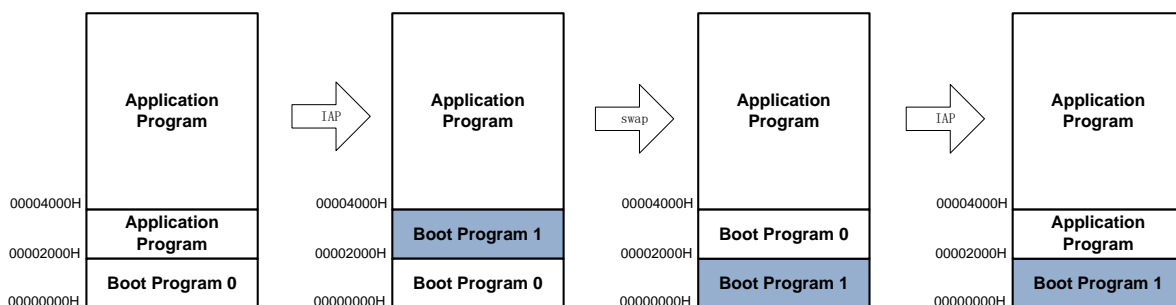 Application
Program
00004000H
Application
Program
00002000H
Boot Program 0
00000000H
IAP
Application
Program
00004000H
Boot Program 1
00002000H
Boot Program 0
00000000H
swap
Application
Program
00004000H
Boot Program 0
00002000H
Boot Program 1
00000000H
IAP
Application
Program
00004000H
Application
Program
00002000H
Boot Program 1
00000000H